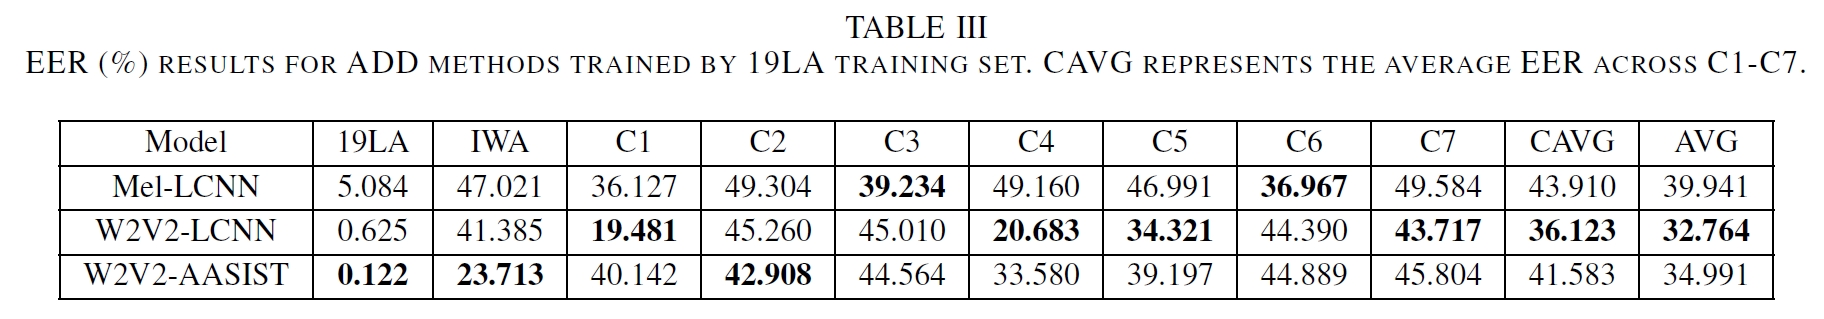 TABLE III
EER (%) RESULTS FOR ADD METHODS TRAINED BY 19LA TRAINING SET. CAVG REPRESENTS THE AVERAGE EER ACROSS C1-C7.
Model 19LA IWA C1 C2 C3 C4 C5 C6 C7 CAVG AVG
Mel-LCNN 5.084 47.021 36.127 49.304 39.234 49.160 46.991 36.967 49.584 43.910 39.941
W2V2-LCNN 0.625 41.385 19.481 45.260 45.010 20.683 34.321 44.390 43.717 36.123 32.764
W2V2-AASIST 0.122 23.713 40.142 42.908 44.564 33.580 39.197 44.889 45.804 41.583 34.991